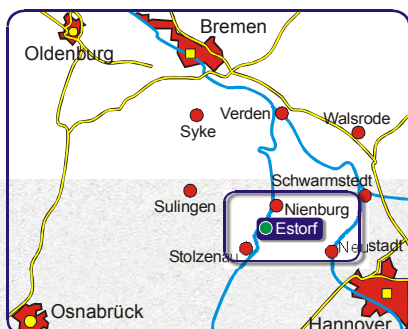 Bremen
Oldenburg
Verden
Walsrode
Syke
Schwarmstedt
Sulingen
Nienburg
Estorf
Neustadt
Stolzenau
Osnabrück
Hannover